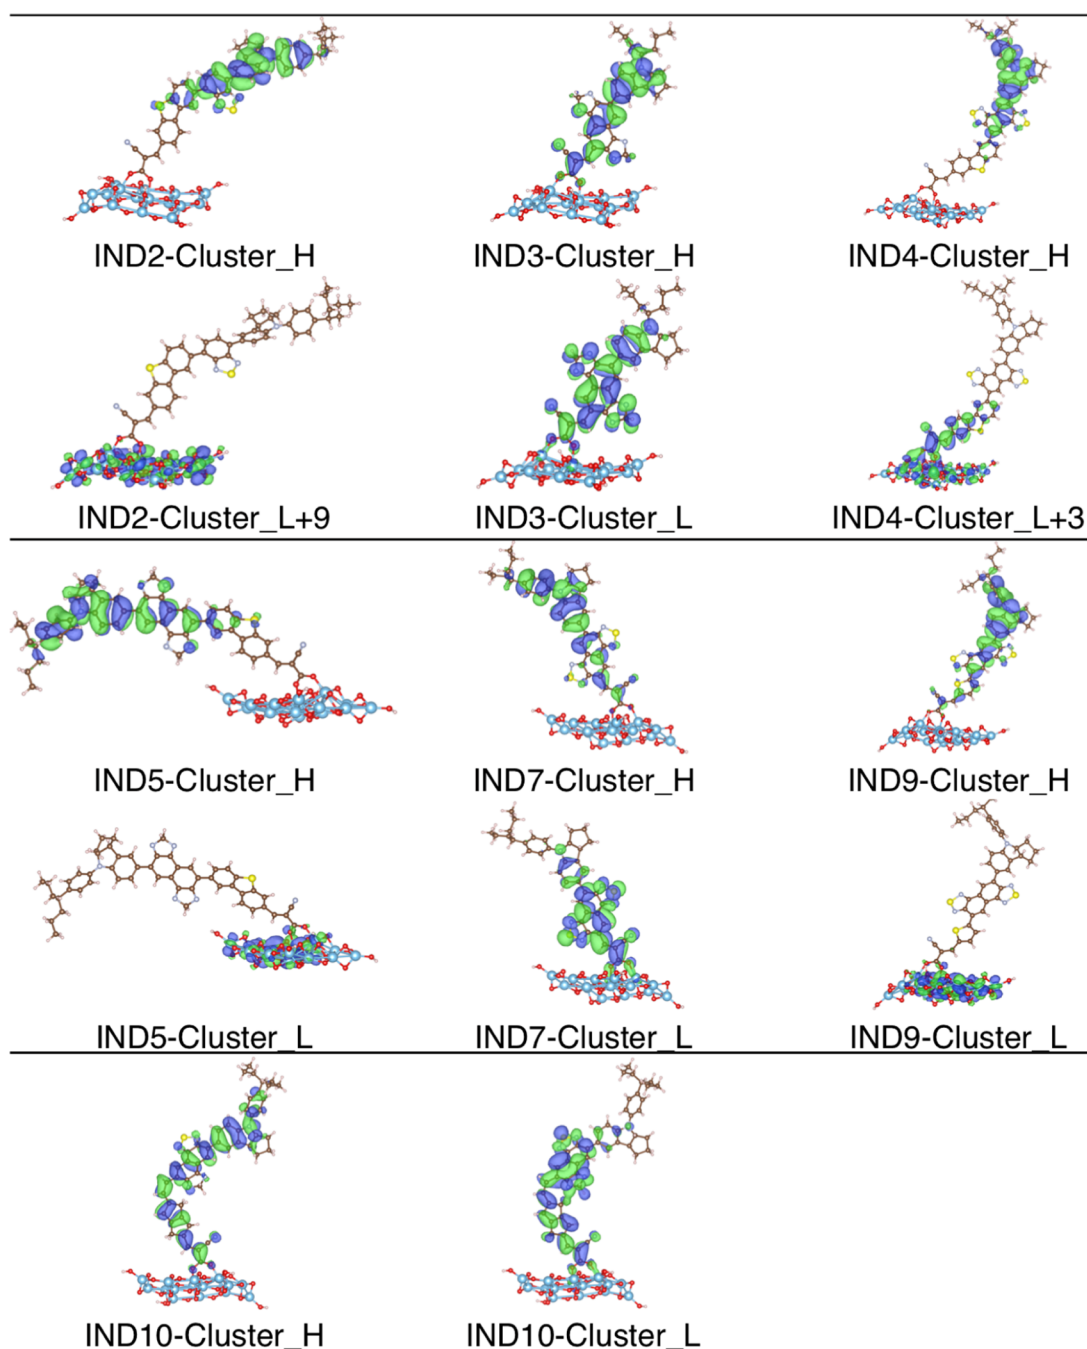 IND2-Cluster_H
IND3-Cluster_H
IND4-Cluster_H
IND2-Cluster_L+9
IND3-Cluster_L
IND4-Cluster_L+3
IND5-Cluster_H
IND7-Cluster_H
IND9-Cluster_H
IND5-Cluster_L
IND7-Cluster_L
IND9-Cluster_L
IND10-Cluster_H
IND10-Cluster_L